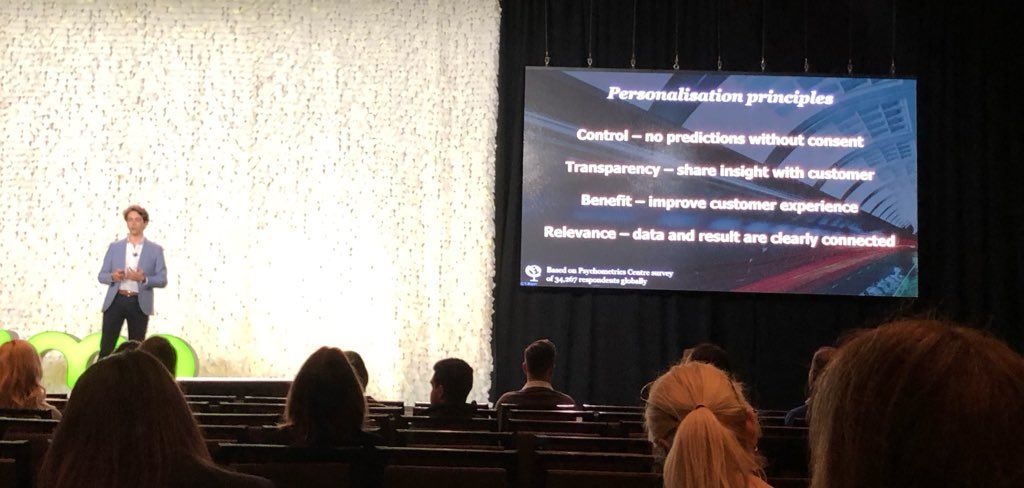 Personalisation principles
Control – no predictions without consent
Transparency – share insight with customer
Benefit – improve customer experience
Relevance – data and result are clearly connected
Based on Psychometrics Centre survey
of 34,267 respondents globally